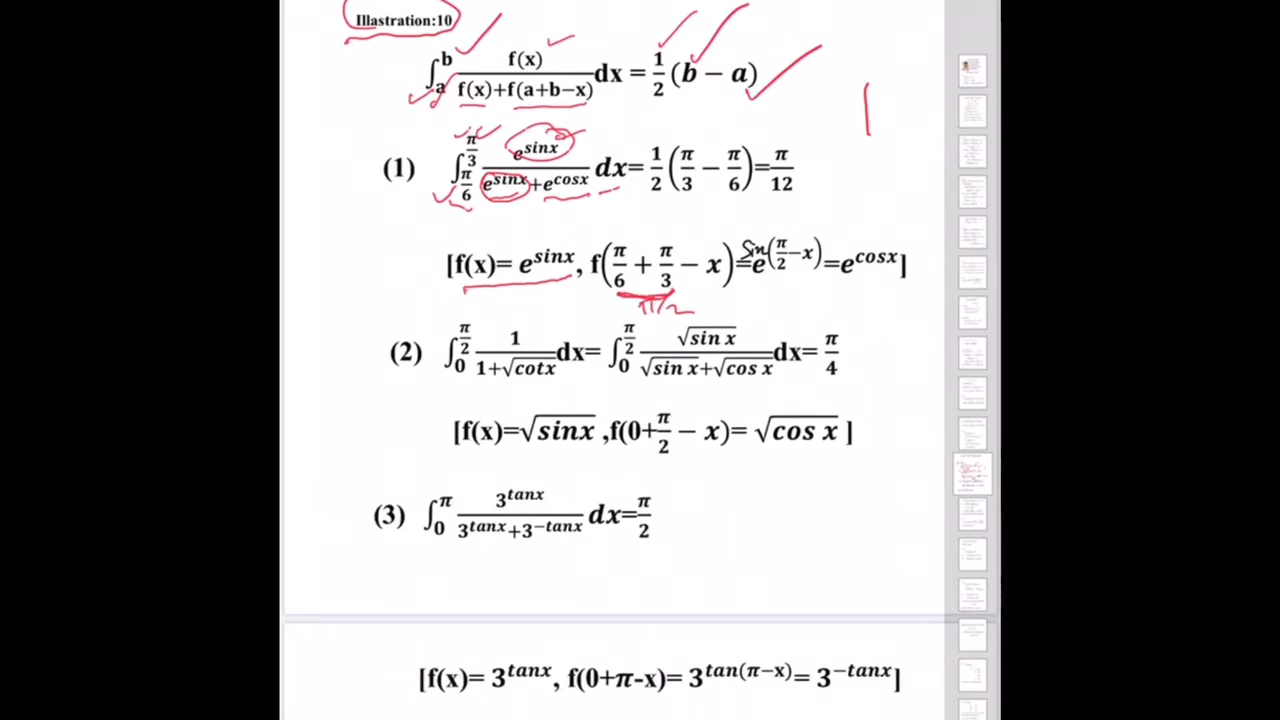 Illastration:10
∫_a^b f(x)/(f(x)+f(a+b−x)) dx = 1/2 (b − a)
(1) ∫_{π/6}^{π/3} e^{sinx}/(e^{sinx}+e^{cosx}) dx= 1/2 (π/3 − π/6)=π/12
[f(x)= e^{sinx}, f(π/6 + π/3 − x)=e^{Sin(π/2−x)}=e^{cosx}]
π/2
(2) ∫_0^{π/2} 1/(1+√cotx) dx= ∫_0^{π/2} √sin x/(√sin x+√cos x) dx= π/4
[f(x)=√sinx ,f(0+π/2 − x)= √cos x ]
(3) ∫_0^π 3^{tanx}/(3^{tanx}+3^{−tanx}) dx=π/2
[f(x)= 3^{tanx}, f(0+π-x)= 3^{tan(π−x)}= 3^{−tanx}]